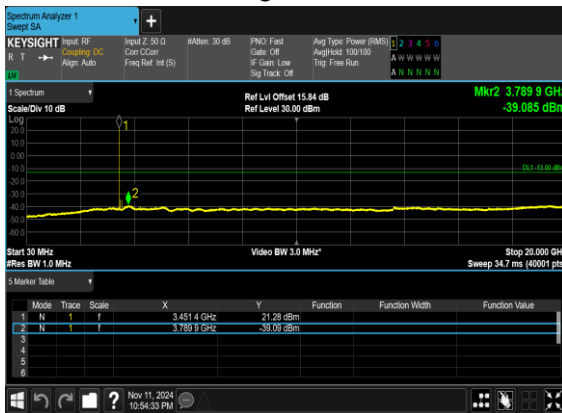 Spectrum Analyzer 1
Swept SA
KEYSIGHT Input: RF Input Z: 50 Ω #Atten: 30 dB PNO: Fast Avg Type: Power (RMS) 1 2 3 4 5 6
R T Coupling: DC Corr CCorr Gate: Off Avg|Hold: 100/100 A W W W W W
Align: Auto Freq Ref: Int (S) IF Gain: Low Trig: Free Run
Sig Track: Off A N N N N N
1 Spectrum Ref Lvl Offset 15.84 dB Mkr2 3.789 9 GHz
Scale/Div 10 dB Ref Level 30.00 dBm -39.085 dBm
Log
20.0 1
10.0
0.00
-10.0 DL1 -13.00 dBm
-20.0
-30.0 2
-40.0
-50.0
-60.0
Start 30 MHz Video BW 3.0 MHz* Stop 20.000 GHz
#Res BW 1.0 MHz Sweep 34.7 ms (40001 pts)
5 Marker Table
Mode Trace Scale X Y Function Function Width Function Value
1 N 1 f 3.451 4 GHz 21.28 dBm
2 N 1 f 3.789 9 GHz -39.09 dBm
3
4
5
6
? Nov 11, 2024
10:54:33 PM